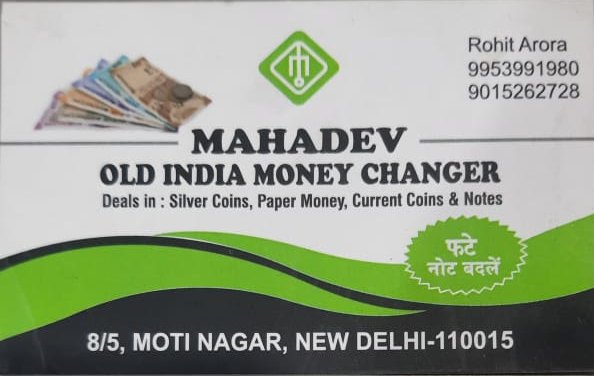 Rohit Arora
9953991980
9015262728
MAHADEV
OLD INDIA MONEY CHANGER
Deals in : Silver Coins, Paper Money, Current Coins & Notes
फटे
नोट बदलें
8/5, MOTI NAGAR, NEW DELHI-110015